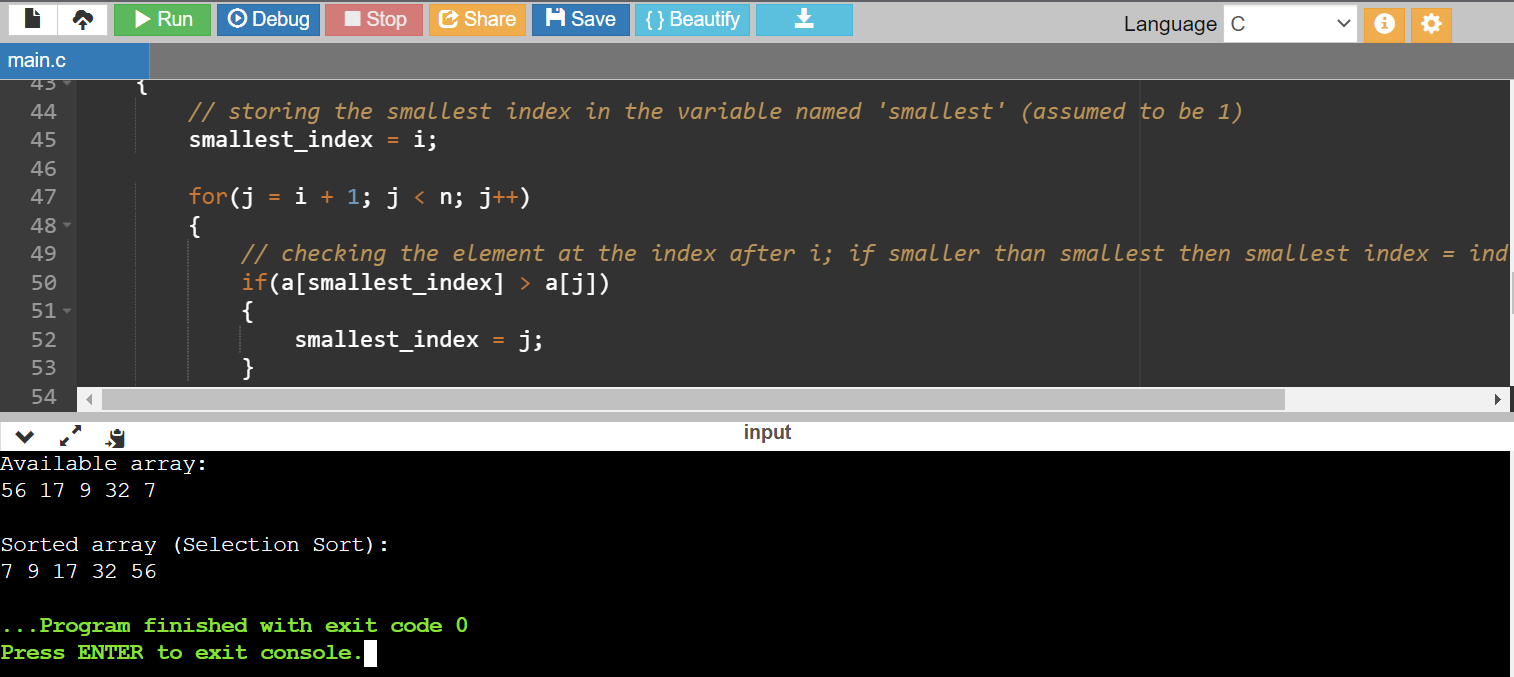 Run Debug Stop Share Save { } Beautify Language C
main.c
43 {
44 // storing the smallest index in the variable named 'smallest' (assumed to be 1)
45 smallest_index = i;
46
47 for(j = i + 1; j < n; j++)
48 {
49 // checking the element at the index after i; if smaller than smallest then smallest index = ind
50 if(a[smallest_index] > a[j])
51 {
52 smallest_index = j;
53 }
54
input
Available array:
56 17 9 32 7
Sorted array (Selection Sort):
7 9 17 32 56
...Program finished with exit code 0
Press ENTER to exit console.